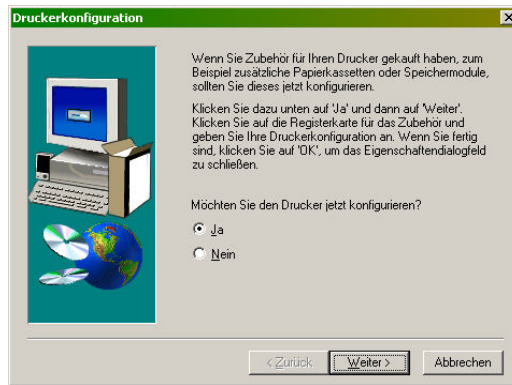 Druckerkonfiguration
Wenn Sie Zubehör für Ihren Drucker gekauft haben, zum
Beispiel zusätzliche Papierkassetten oder Speichermodule,
sollten Sie dieses jetzt konfigurieren.
Klicken Sie dazu unten auf 'Ja' und dann auf 'Weiter'.
Klicken Sie auf die Registerkarte für das Zubehör und
geben Sie Ihre Druckerkonfiguration an. Wenn Sie fertig
sind, klicken Sie auf 'OK', um das Eigenschaftendialogfeld
zu schließen.
Möchten Sie den Drucker jetzt konfigurieren?
Ja
Nein
< Zurück Weiter > Abbrechen